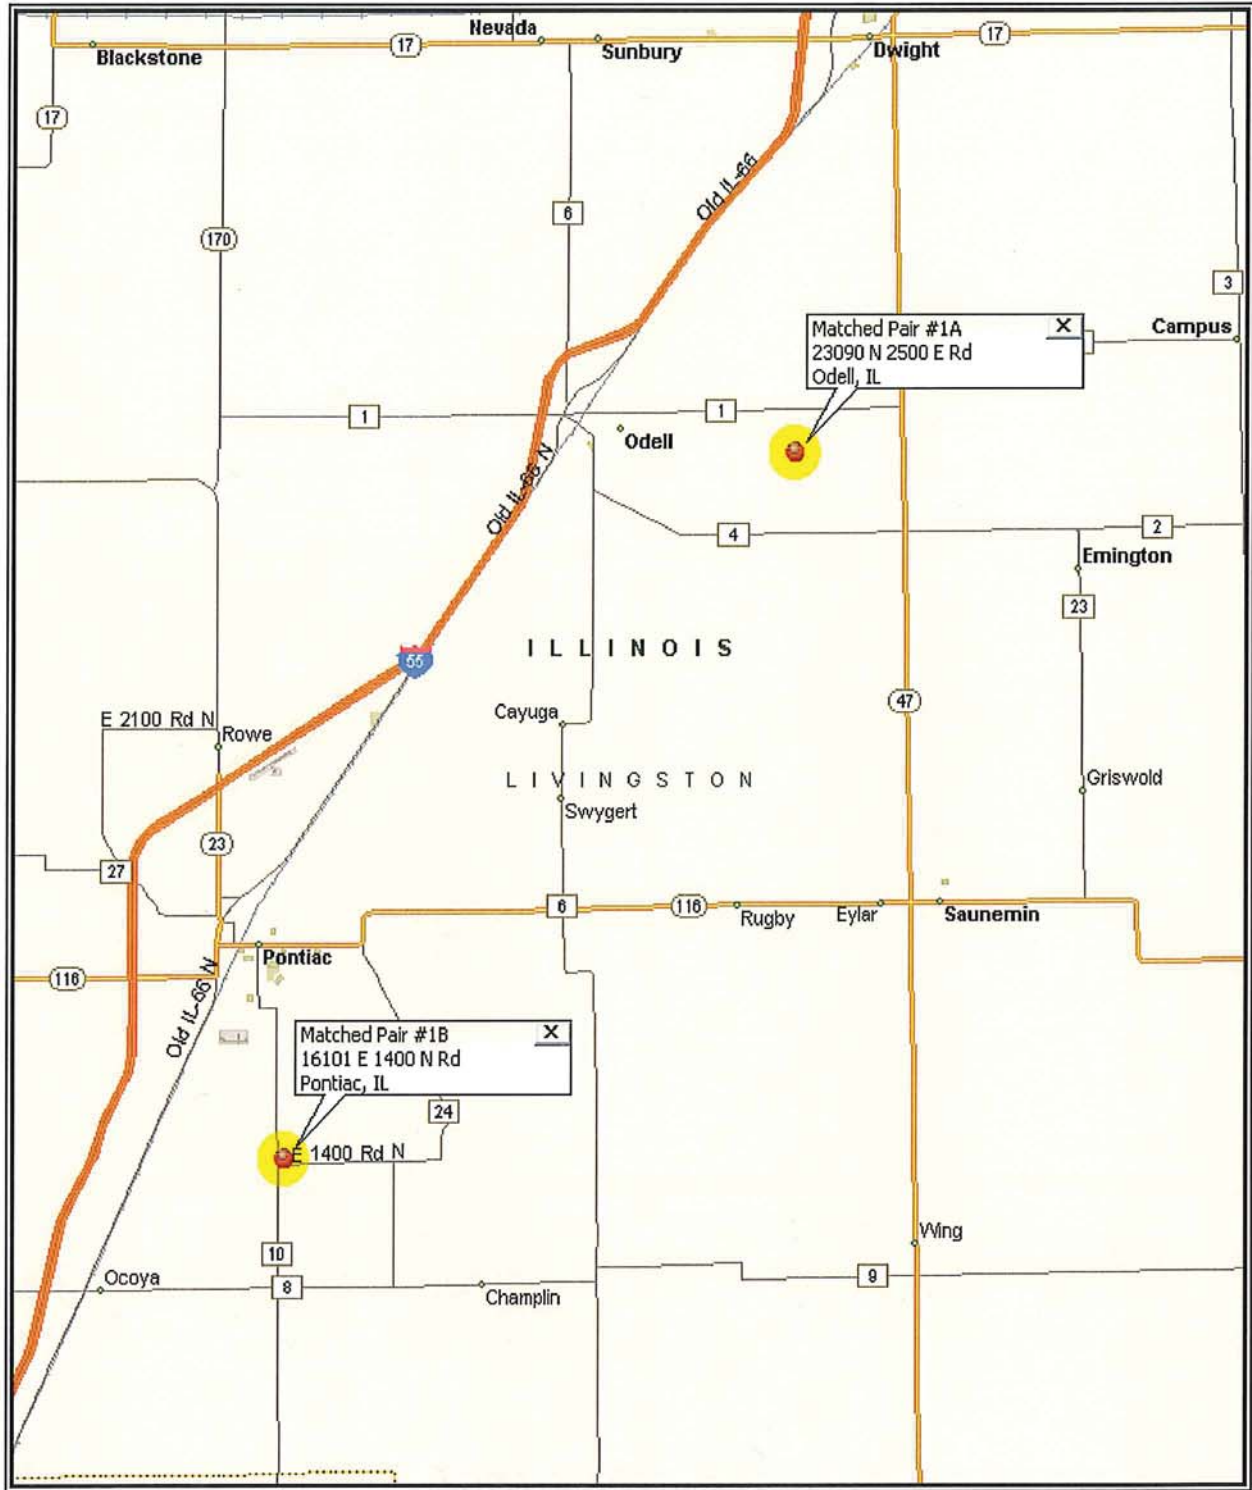 Nevada
17
17
Blackstone
Sunbury
Dwight
17
Old IL-66
6
170
3
Matched Pair #1A
X
23090 N 2500 E Rd
Odell, IL
Campus
1
1
Odell
Old IL-66 N
4
2
Emington
23
ILLINOIS
55
47
Cayuga
E 2100 Rd N
Rowe
LIVINGSTON
Griswold
Swygert
23
27
6
116
Rugby
Eylar
Saunemin
Pontiac
116
Old IL-66 N
Matched Pair #1B
X
16101 E 1400 N Rd
Pontiac, IL
24
E 1400 Rd N
Wing
10
Ocoya
8
9
Champlin